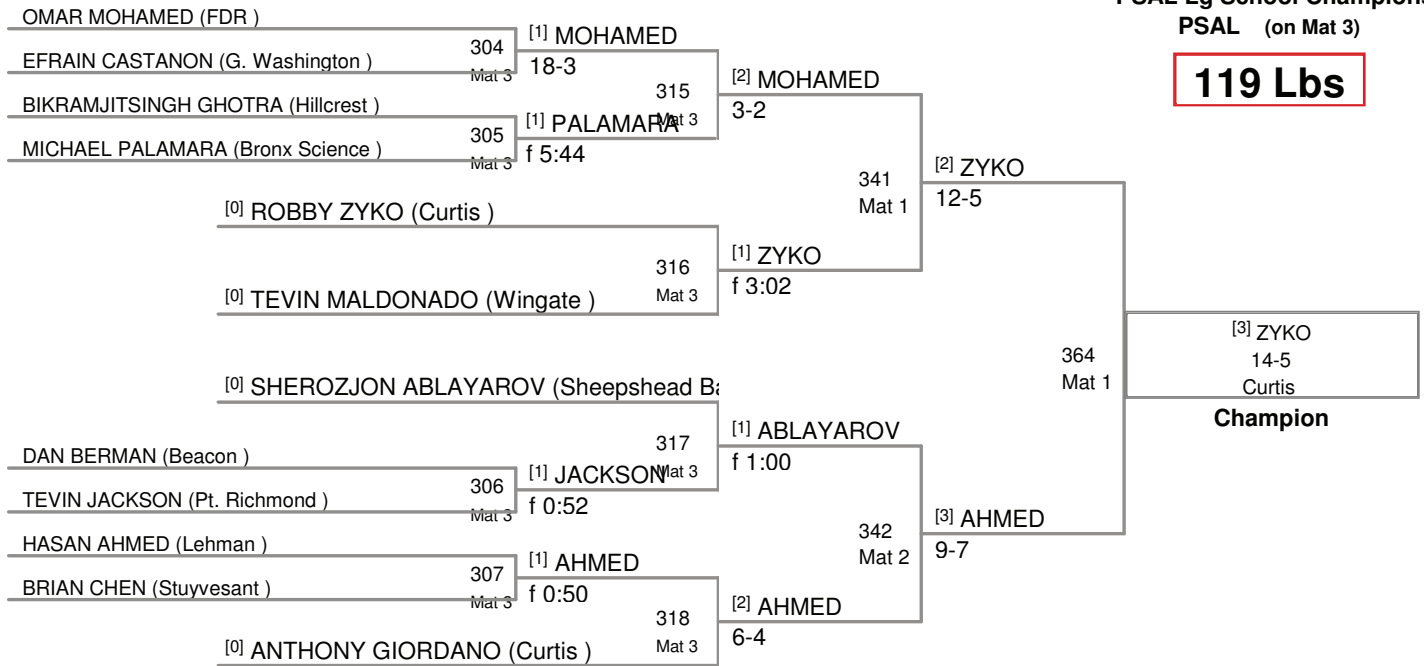 PSAL Lg School Champions
PSAL (on Mat 3)
119 Lbs
OMAR MOHAMED (FDR )
304
Mat 3
[1] MOHAMED
18-3
EFRAIN CASTANON (G. Washington )
315
Mat 3
[2] MOHAMED
3-2
BIKRAMJITSINGH GHOTRA (Hillcrest )
305
Mat 3
[1] PALAMARA
f 5:44
MICHAEL PALAMARA (Bronx Science )
341
Mat 1
[2] ZYKO
12-5
[0] ROBBY ZYKO (Curtis )
316
Mat 3
[1] ZYKO
f 3:02
[0] TEVIN MALDONADO (Wingate )
364
Mat 1
[3] ZYKO
14-5
Curtis
Champion
[0] SHEROZJON ABLAYAROV (Sheepshead Ba
317
Mat 3
[1] ABLAYAROV
f 1:00
DAN BERMAN (Beacon )
306
Mat 3
[1] JACKSON
f 0:52
TEVIN JACKSON (Pt. Richmond )
342
Mat 2
[3] AHMED
9-7
HASAN AHMED (Lehman )
307
Mat 3
[1] AHMED
f 0:50
BRIAN CHEN (Stuyvesant )
318
Mat 3
[2] AHMED
6-4
[0] ANTHONY GIORDANO (Curtis )